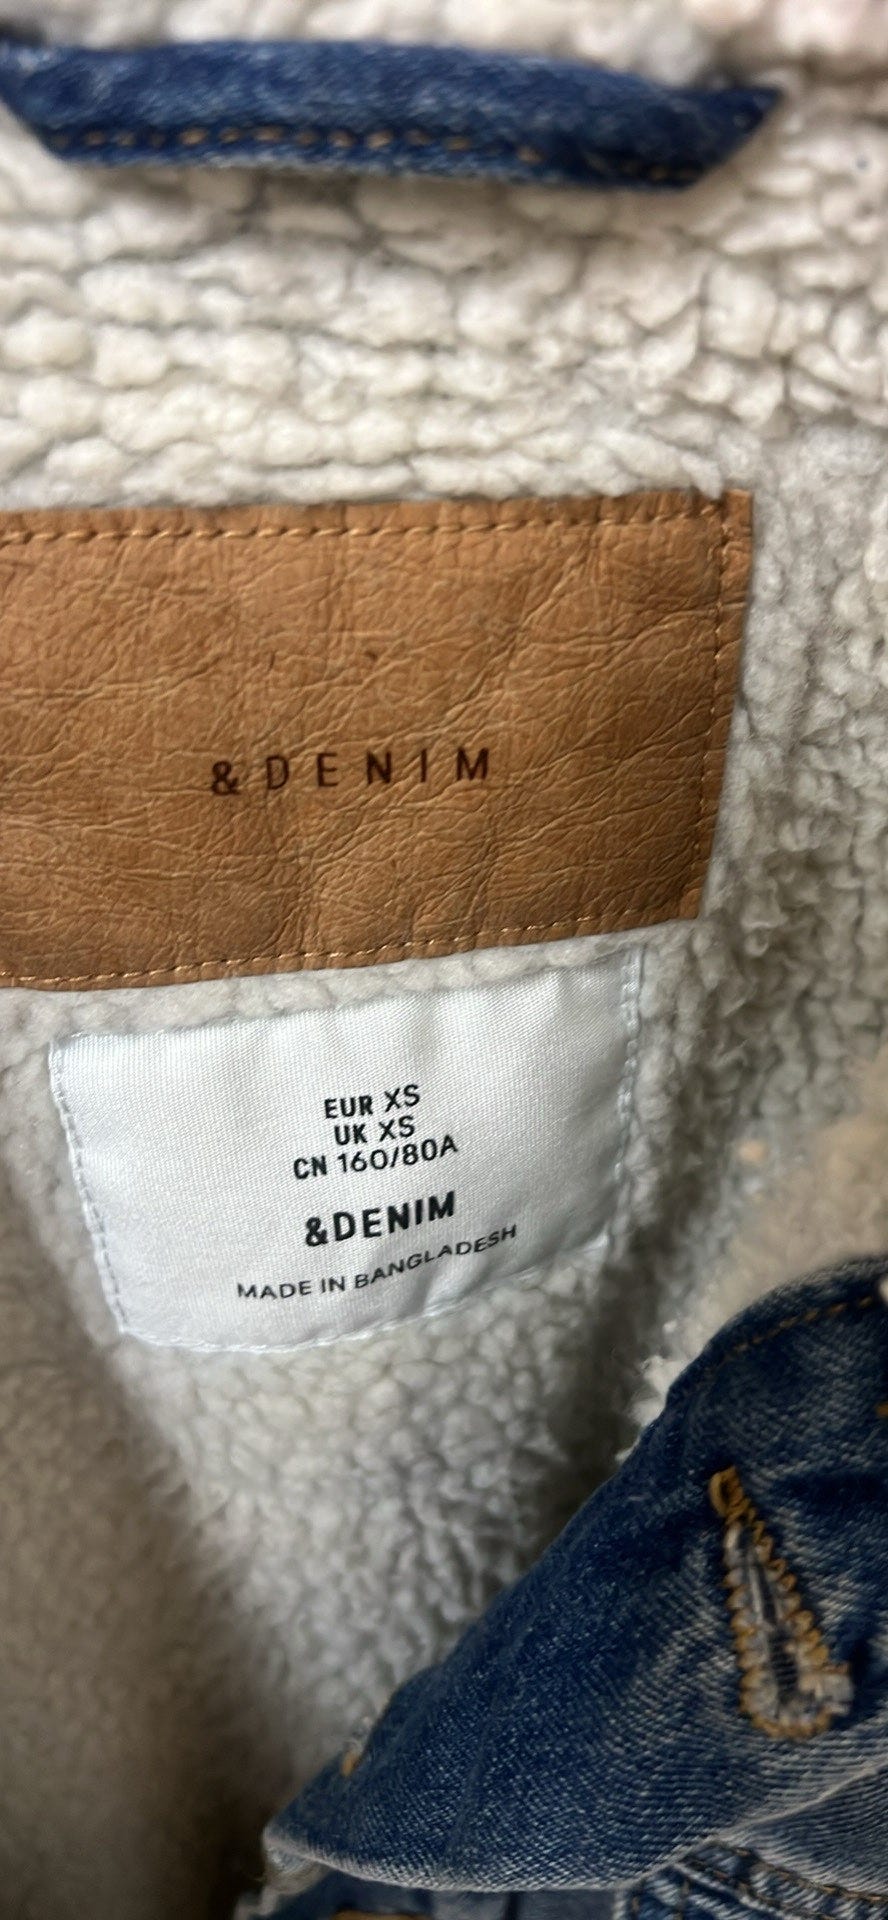 &DENIM
EUR XS
UK XS
CN 160/80A
&DENIM
MADE IN BANGLADESH